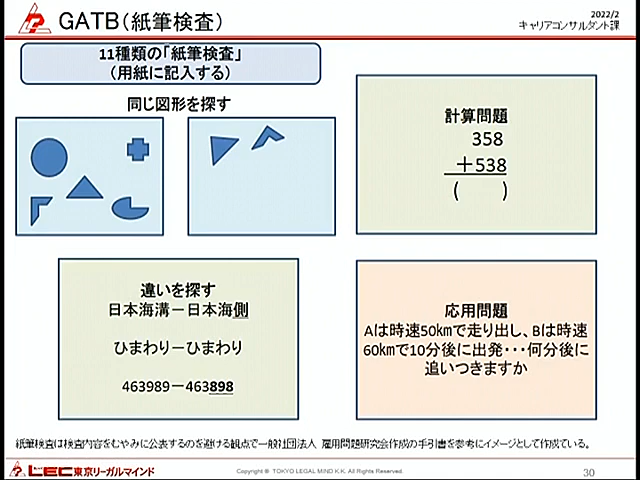 GATB(紙筆検査)
2022/2
キャリアコンサルタント課
11種類の「紙筆検査」
(用紙に記入する)
同じ図形を探す
計算問題
358
＋538
(　　)
違いを探す
日本海溝－日本海側
ひまわり－ひまわり
463989－463898
応用問題
Aは時速50㎞で走り出し、Bは時速
60㎞で10分後に出発･･･何分後に
追いつきますか
紙筆検査は検査内容をむやみに公表するのを避ける観点で一般社団法人 雇用問題研究会作成の手引書を参考にイメージとして作成ている。
LEC東京リーガルマインド
Copyright © TOKYO LEGAL MIND K.K. All Rights Reserved.
30